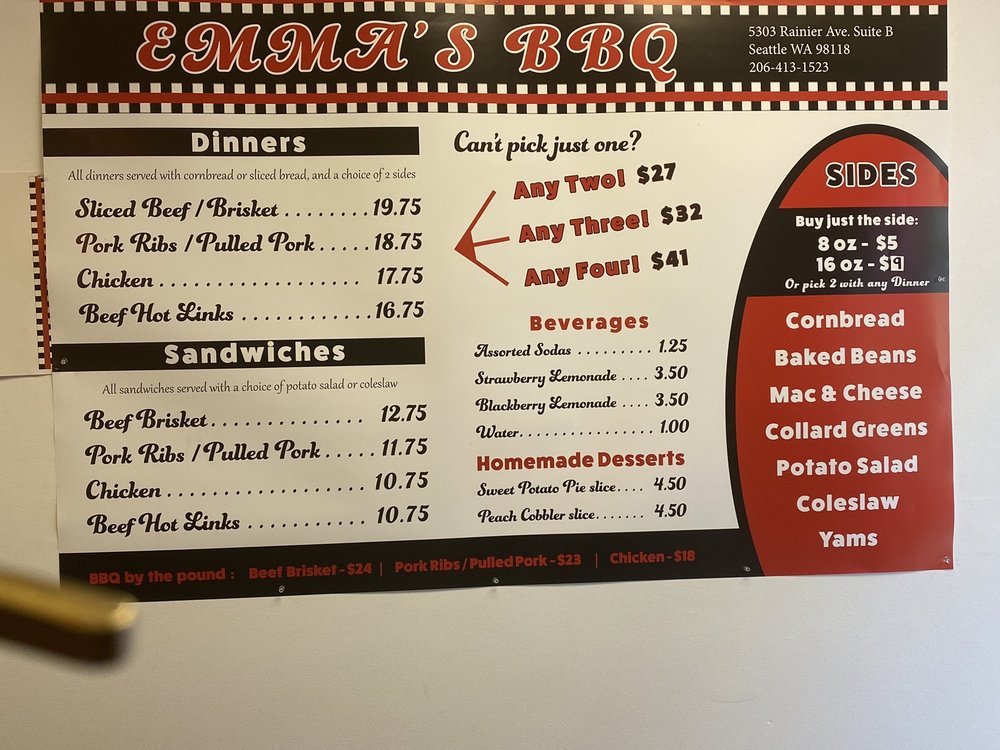 EMMA'S BBQ
5303 Rainier Ave. Suite B
Seattle WA 98118
206-413-1523
Dinners
All dinners served with cornbread or sliced bread, and a choice of 2 sides
Sliced Beef / Brisket ........ 19.75
Pork Ribs / Pulled Pork ..... 18.75
Chicken .................. 17.75
Beef Hot Links ............ 16.75
Sandwiches
All sandwiches served with a choice of potato salad or coleslaw
Beef Brisket .............. 12.75
Pork Ribs / Pulled Pork ..... 11.75
Chicken .................. 10.75
Beef Hot Links ........... 10.75
Can't pick just one?
Any Two! $27
Any Three! $32
Any Four! $41
Beverages
Assorted Sodas ......... 1.25
Strawberry Lemonade .... 3.50
Blackberry Lemonade .... 3.50
Water................ 1.00
Homemade Desserts
Sweet Potato Pie slice.... 4.50
Peach Cobbler slice....... 4.50
SIDES
Buy just the side:
8 oz - $5
16 oz - $9
Or pick 2 with any Dinner
Cornbread
Baked Beans
Mac & Cheese
Collard Greens
Potato Salad
Coleslaw
Yams
BBQ by the pound : Beef Brisket - $24 | Pork Ribs / Pulled Pork - $23 | Chicken - $18